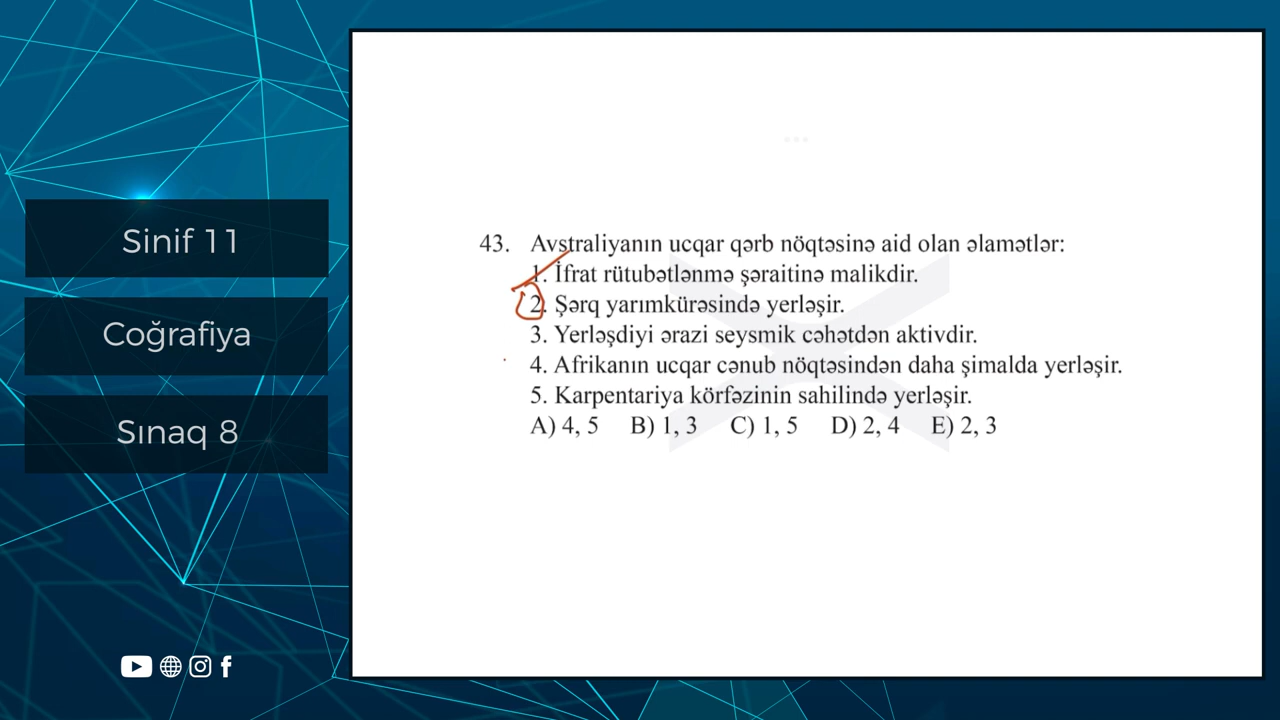 Sinif 11
Coğrafiya
Sınaq 8
43. Avstraliyanın ucqar qərb nöqtəsinə aid olan əlamətlər:
1. İfrat rütubətlənmə şəraitinə malikdir.
2. Şərq yarımkürəsində yerləşir.
3. Yerləşdiyi ərazi seysmik cəhətdən aktivdir.
4. Afrikanın ucqar cənub nöqtəsindən daha şimalda yerləşir.
5. Karpentariya körfəzinin sahilində yerləşir.
A) 4, 5 B) 1, 3 C) 1, 5 D) 2, 4 E) 2, 3